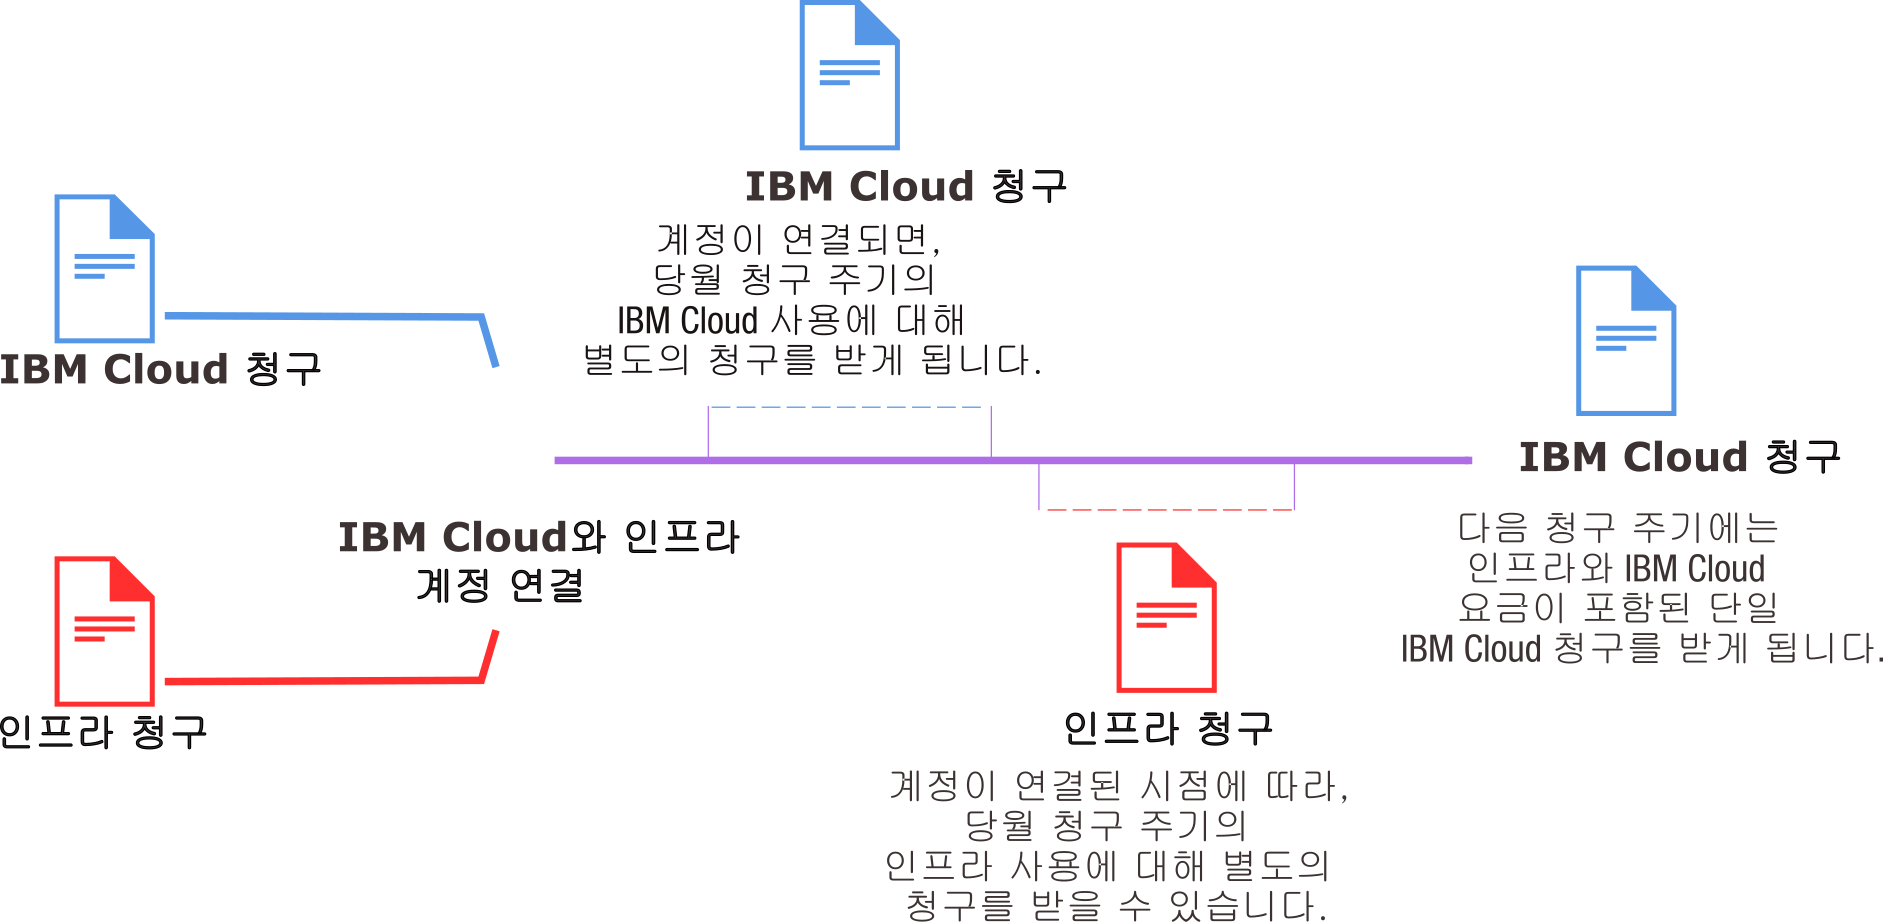 IBM Cloud 청구
인프라 청구
IBM Cloud와 인프라
계정 연결
IBM Cloud 청구
계정이 연결되면,
당월 청구 주기의
IBM Cloud 사용에 대해
별도의 청구를 받게 됩니다.
인프라 청구
계정이 연결된 시점에 따라,
당월 청구 주기의
인프라 사용에 대해 별도의
청구를 받을 수 있습니다.
IBM Cloud 청구
다음 청구 주기에는
인프라와 IBM Cloud
요금이 포함된 단일
IBM Cloud 청구를 받게 됩니다.